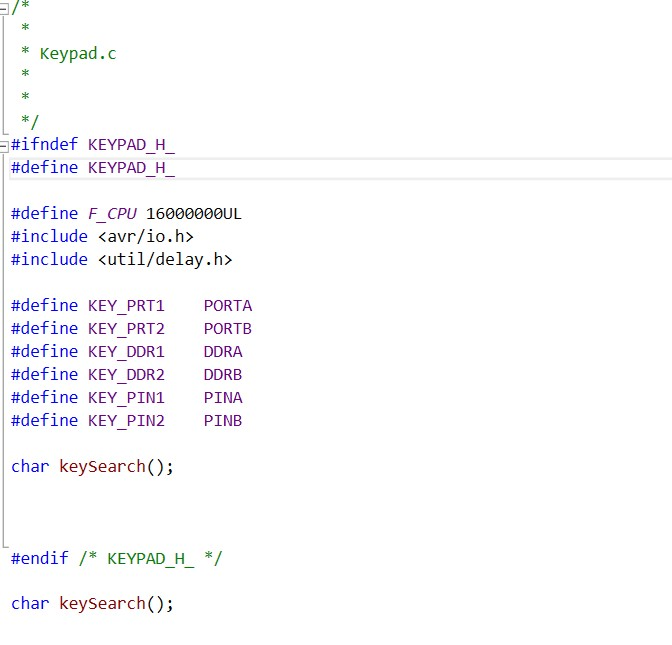 /*
 *
 * Keypad.c
 *
 *
 */
#ifndef KEYPAD_H_
#define KEYPAD_H_
#define F_CPU 16000000UL
#include <avr/io.h>
#include <util/delay.h>
#define KEY_PRT1    PORTA
#define KEY_PRT2    PORTB
#define KEY_DDR1    DDRA
#define KEY_DDR2    DDRB
#define KEY_PIN1    PINA
#define KEY_PIN2    PINB
char keySearch();
#endif /* KEYPAD_H_ */
char keySearch();